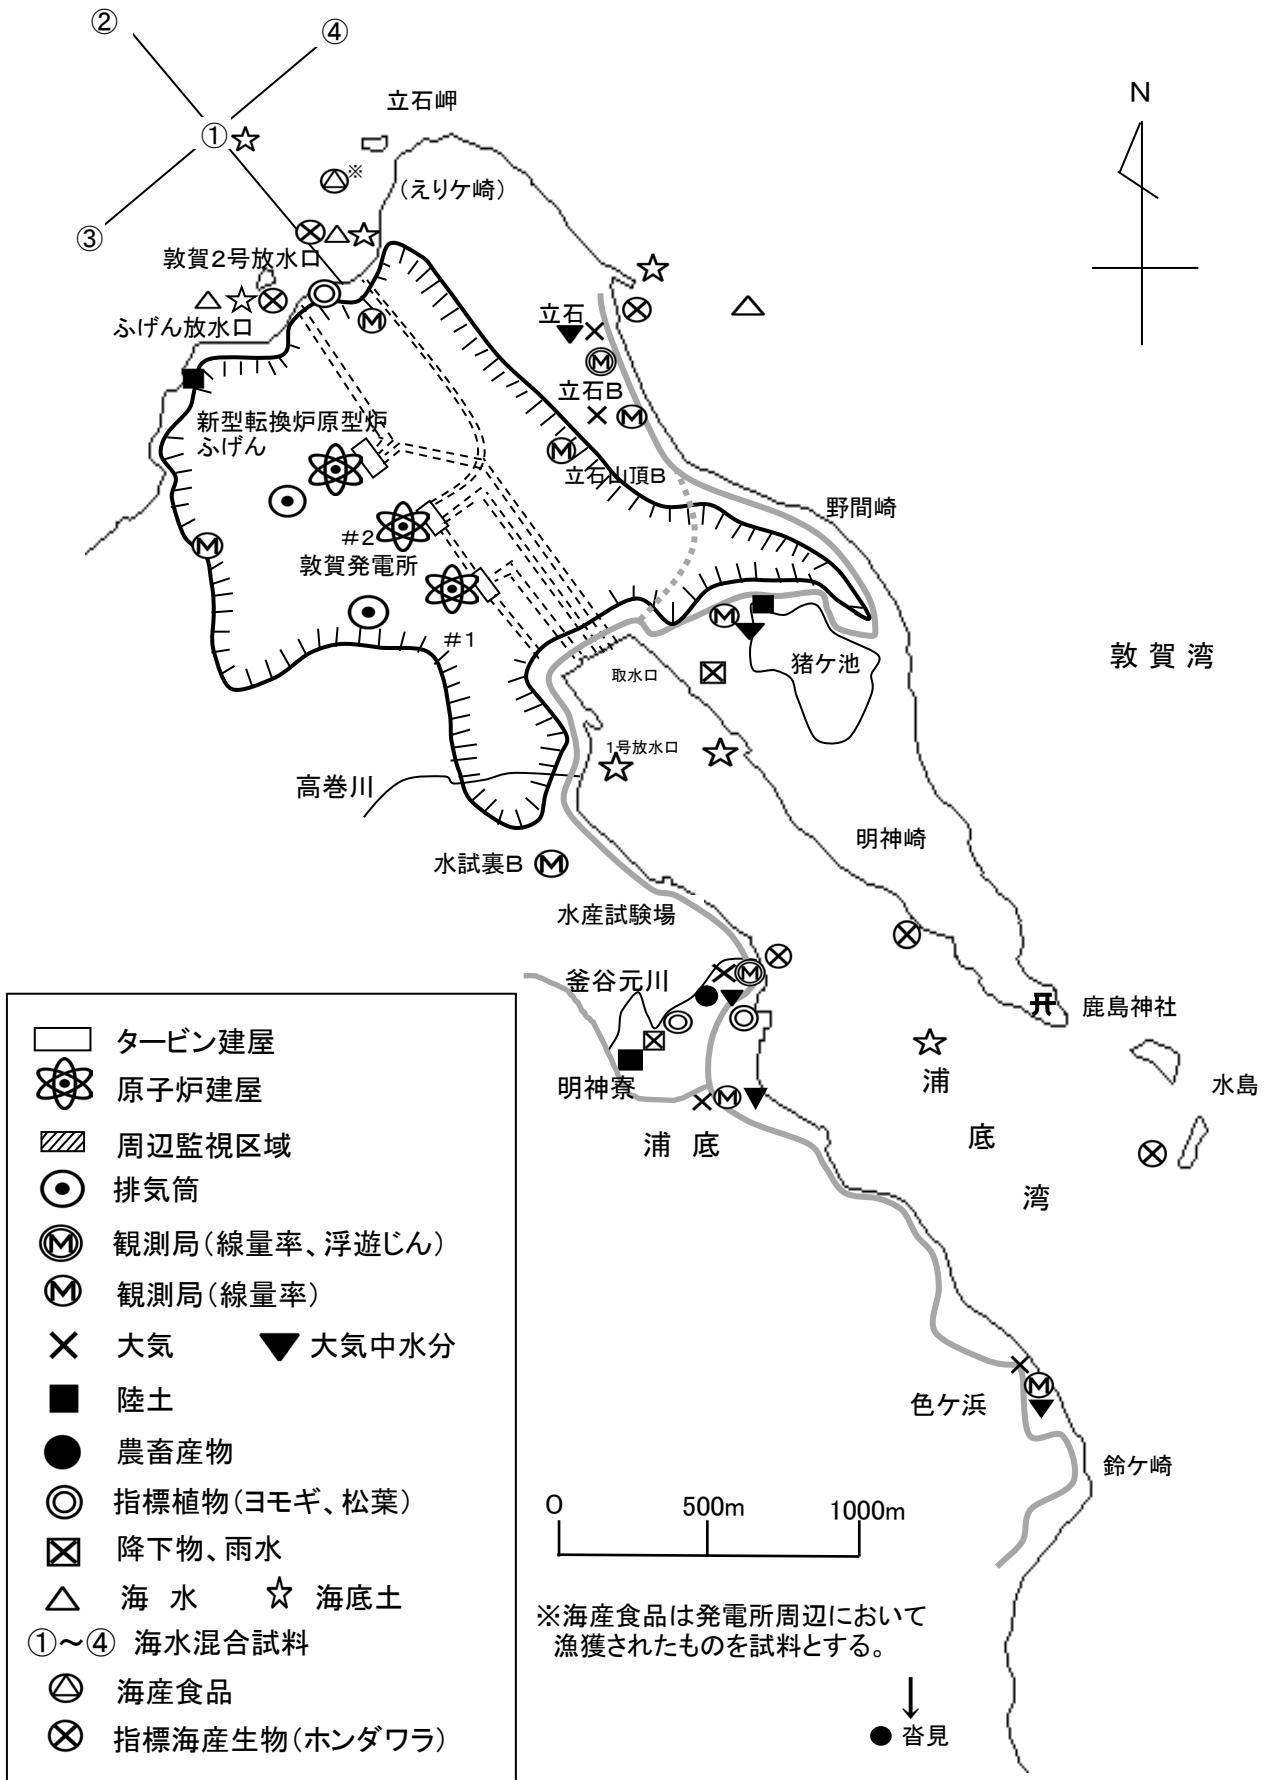 ②
④
立石岬
N
①
※
(えりケ崎)
③
敦賀2号放水口
ふげん放水口
立石
立石B
新型転換炉原型炉
ふげん
立石山頂B
野間崎
#2
敦賀発電所
#1
敦賀湾
猪ケ池
取水口
1号放水口
高巻川
明神崎
水試裏B
水産試験場
釜谷元川
鹿島神社
明神寮
浦底
浦底湾
水島
色ケ浜
鈴ケ崎
タービン建屋
原子炉建屋
周辺監視区域
排気筒
観測局(線量率、浮遊じん)
観測局(線量率)
大気 大気中水分
陸土
農畜産物
指標植物(ヨモギ、松葉)
降下物、雨水
海 水 海底土
①~④ 海水混合試料
海産食品
指標海産生物(ホンダワラ)
0 500m 1000m
※海産食品は発電所周辺において
漁獲されたものを試料とする。
↓
沓見